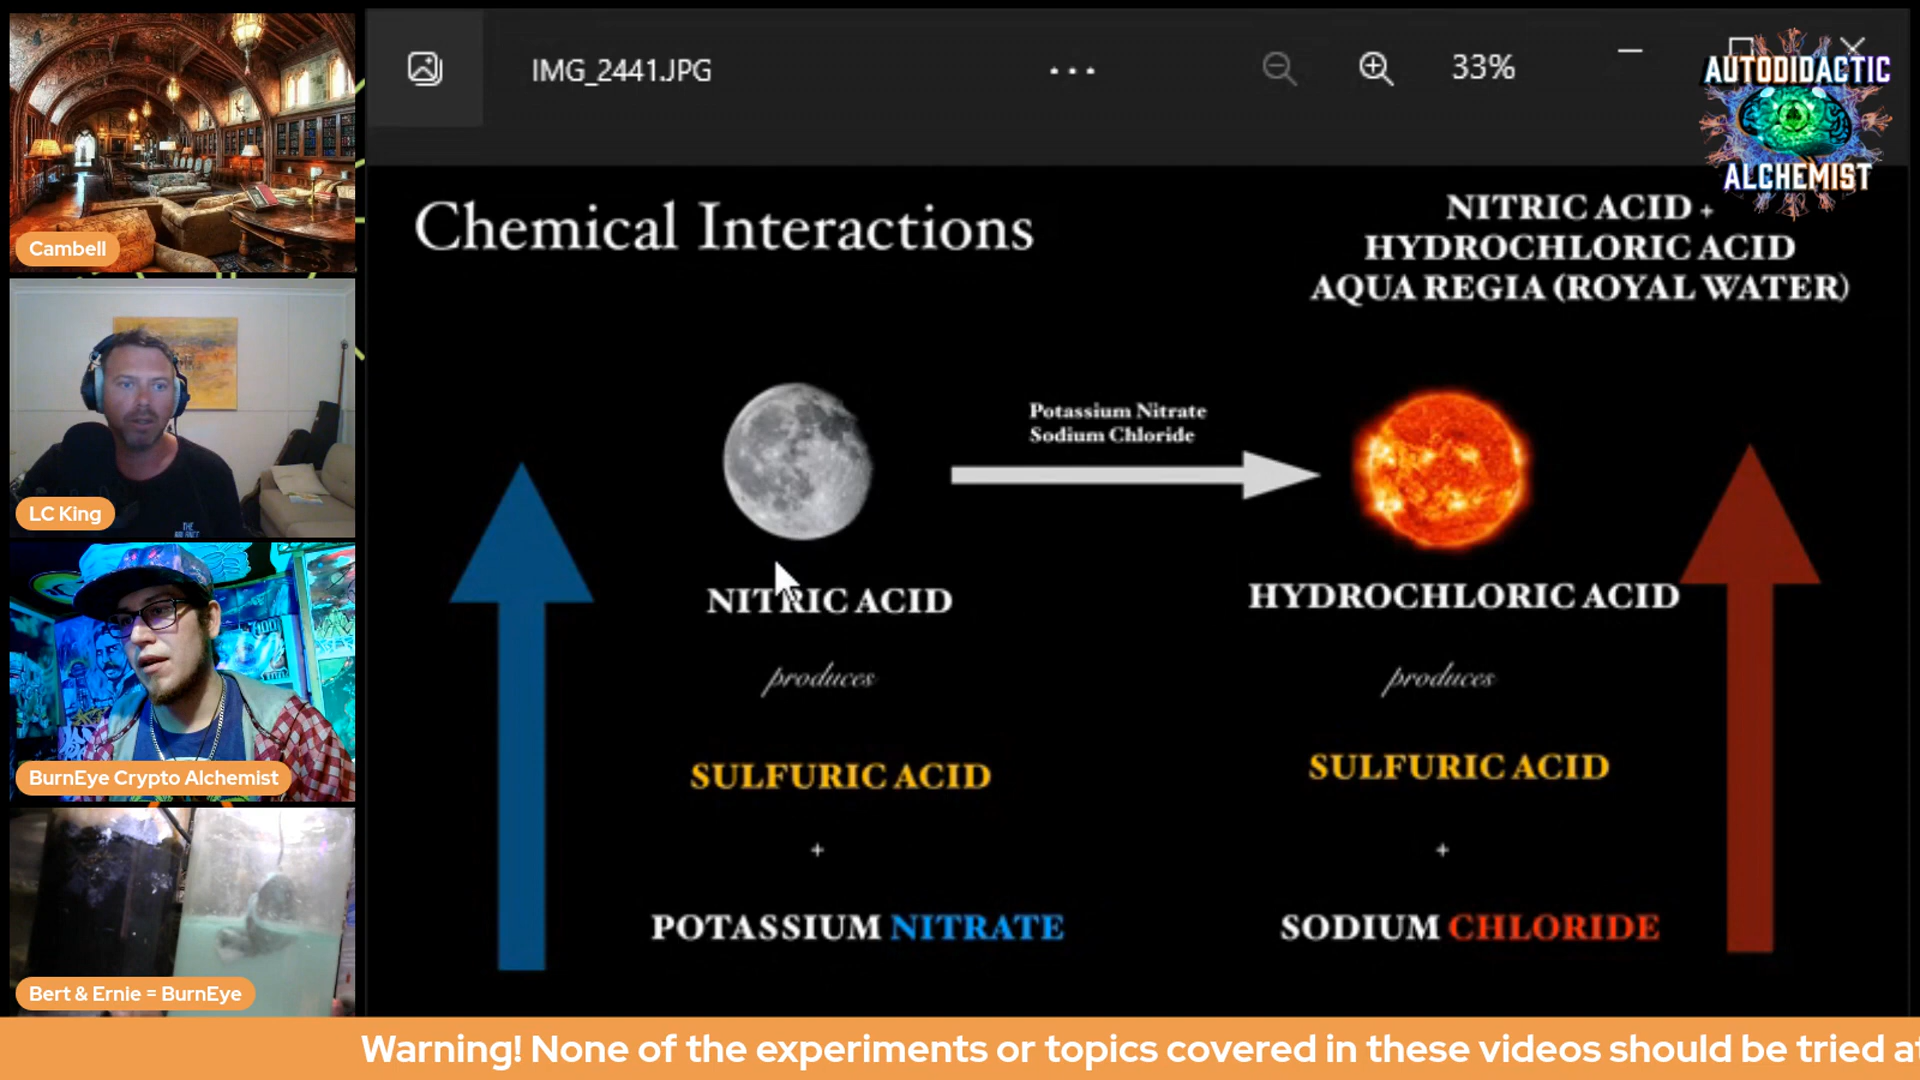 IMG_2441.JPG
33%
AUTODIDACTIC
ALCHEMIST
Chemical Interactions
NITRIC ACID +
HYDROCHLORIC ACID
AQUA REGIA (ROYAL WATER)
Potassium Nitrate
Sodium Chloride
NITRIC ACID
produces
SULFURIC ACID
+
POTASSIUM NITRATE
HYDROCHLORIC ACID
produces
SULFURIC ACID
+
SODIUM CHLORIDE
Cambell
LC King
BurnEye Crypto Alchemist
Bert & Ernie = BurnEye
Warning! None of the experiments or topics covered in these videos should be tried